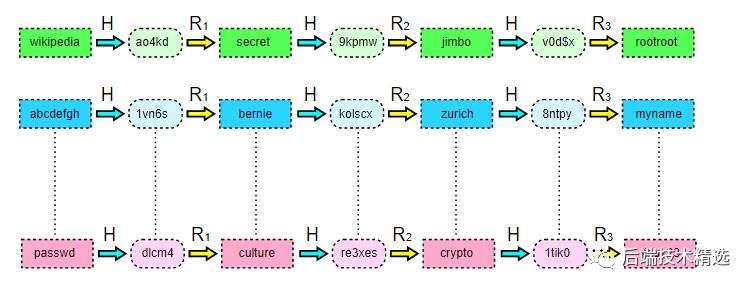 H R₁ H R₂ H R₃
wikipedia ao4kd secret 9kpmw jimbo v0d$x rootroot
H R₁ H R₂ H R₃
abcdefgh 1vn6s bernie kolscx zurich 8ntpy myname
H R₁ H R₂ H R₃
passwd dlcm4 culture re3xes crypto 1tik0
后端技术精选